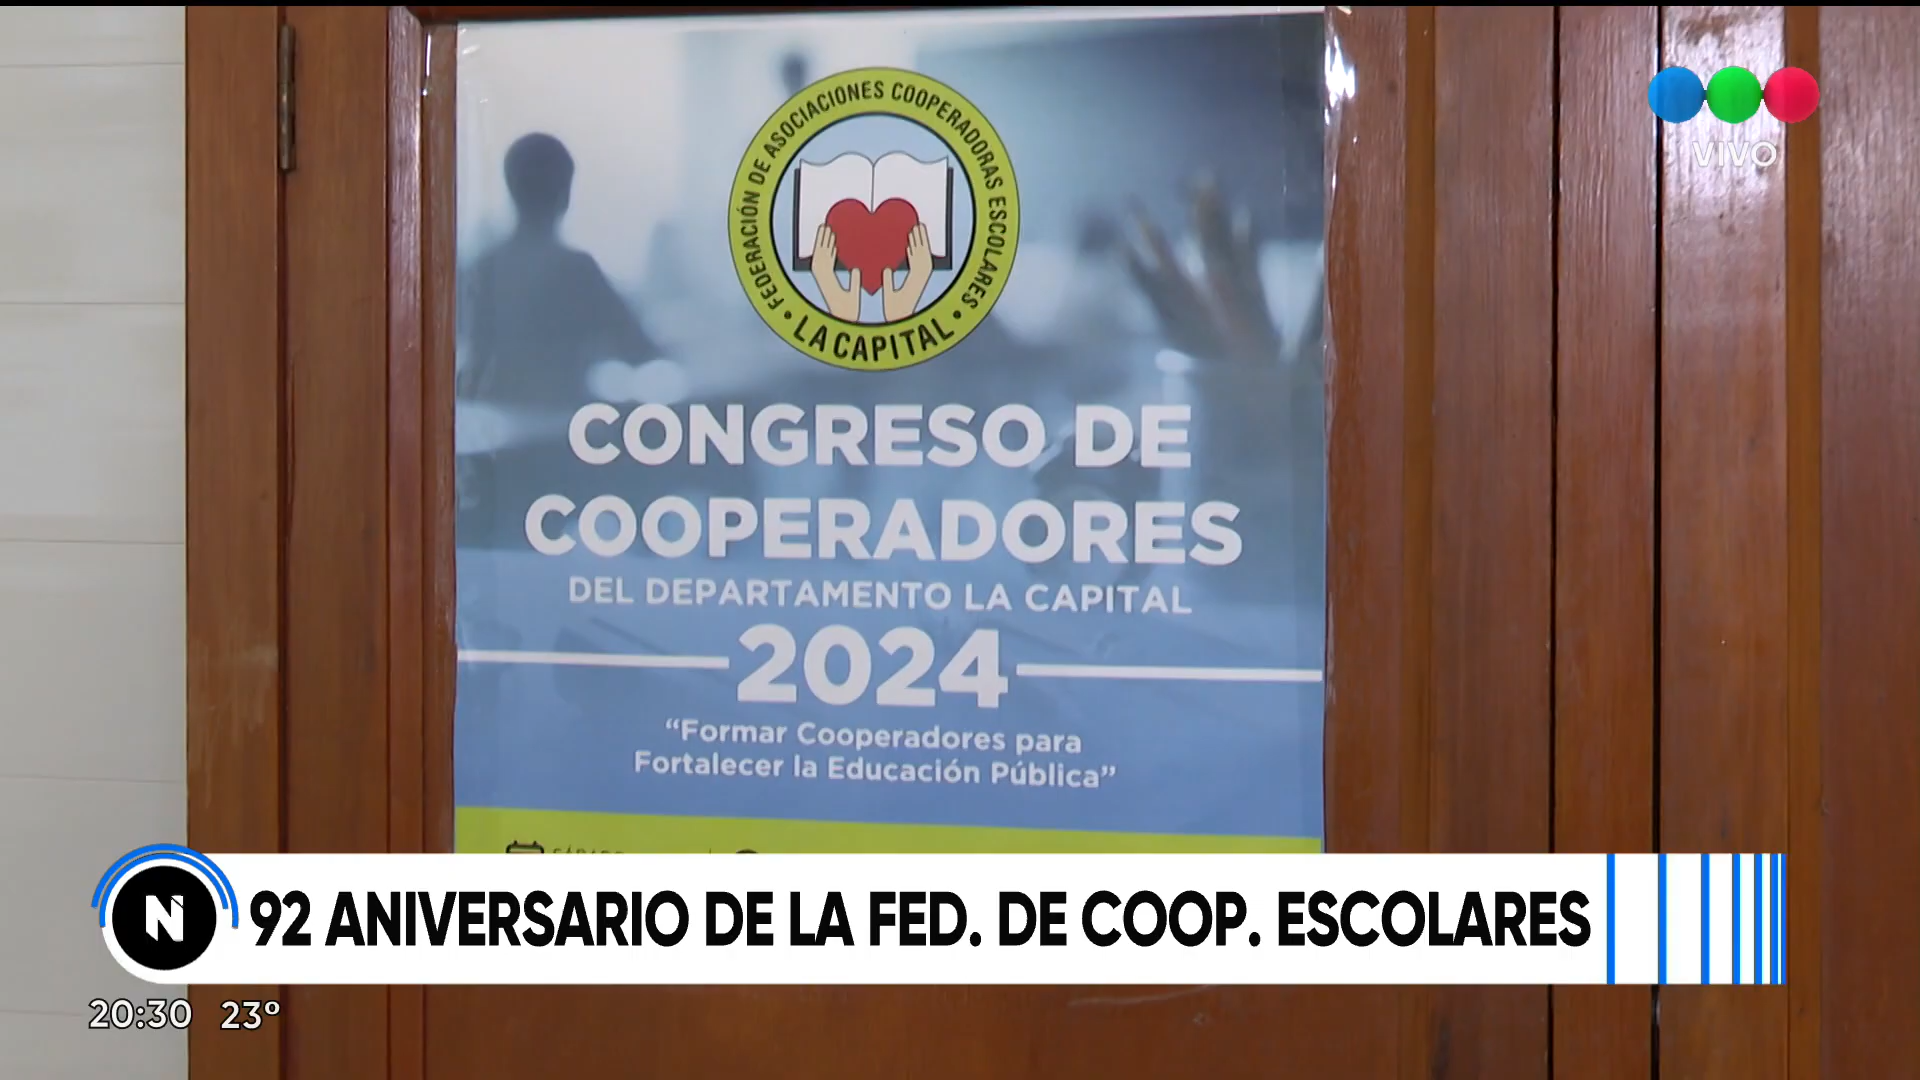 FEDERACIÓN DE ASOCIACIONES COOPERADORAS ESCOLARES
• LA CAPITAL •
CONGRESO DE
COOPERADORES
DEL DEPARTAMENTO LA CAPITAL
2024
“Formar Cooperadores para
Fortalecer la Educación Pública”
VIVO
N
92 ANIVERSARIO DE LA FED. DE COOP. ESCOLARES
20:30 23°